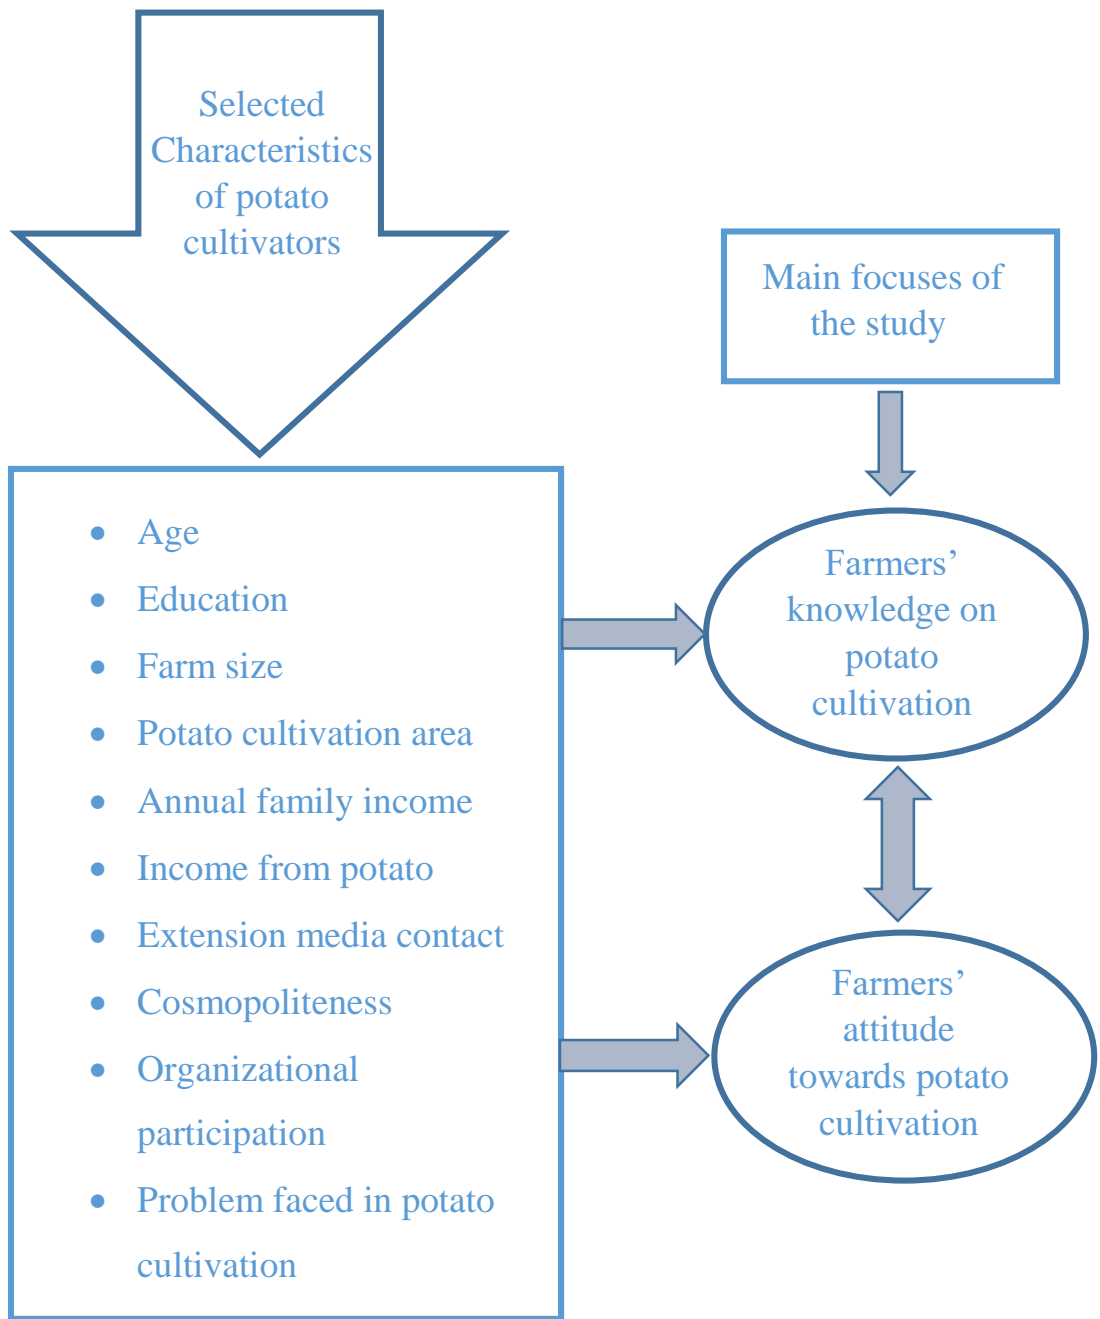 Selected
Characteristics
of potato
cultivators
Main focuses of
the study
• Age
• Education
• Farm size
• Potato cultivation area
• Annual family income
• Income from potato
• Extension media contact
• Cosmopoliteness
• Organizational
participation
• Problem faced in potato
cultivation
Farmers’
knowledge on
potato
cultivation
Farmers’
attitude
towards potato
cultivation